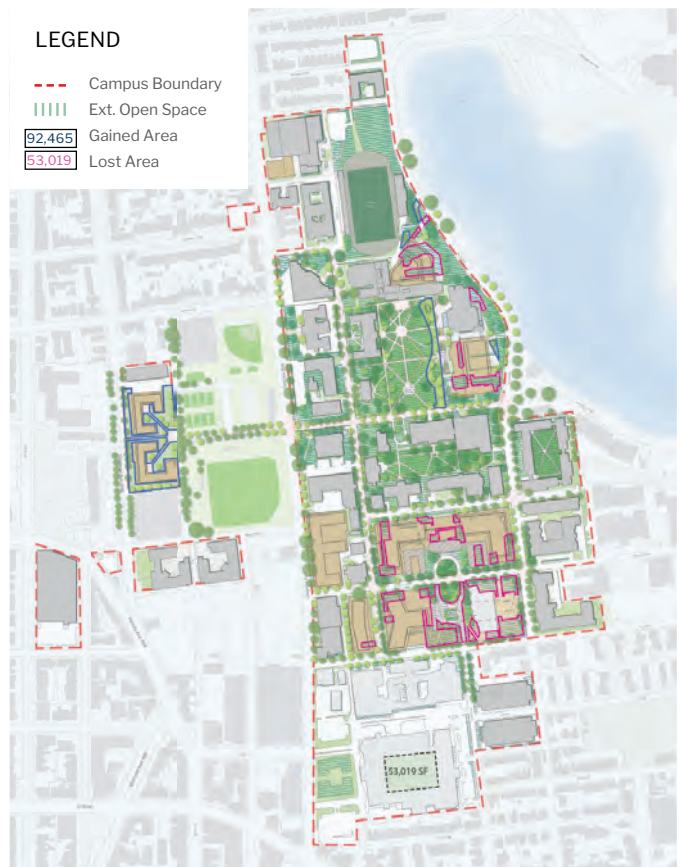 LEGEND
Campus Boundary
Ext. Open Space
92,465 Gained Area
53,019 Lost Area
53,019 SF